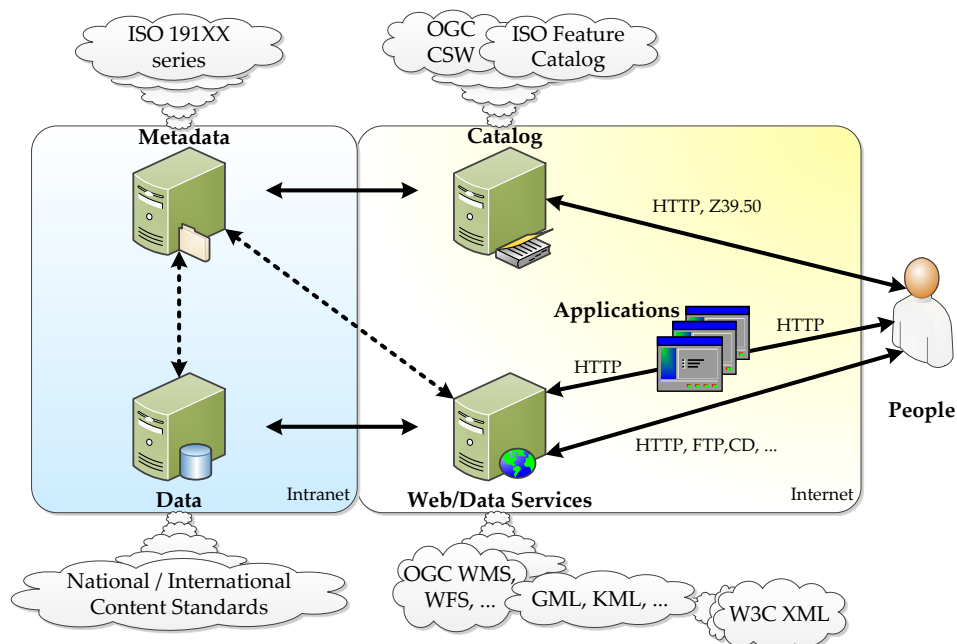 ISO 191XX
series
OGC
CSW
ISO Feature
Catalog
Metadata
Catalog
HTTP, Z39.50
Applications
HTTP
HTTP
People
HTTP, FTP,CD, ...
Data
Intranet
Web/Data Services
Internet
National / International
Content Standards
OGC WMS,
WFS, ...
GML, KML, ...
W3C XML